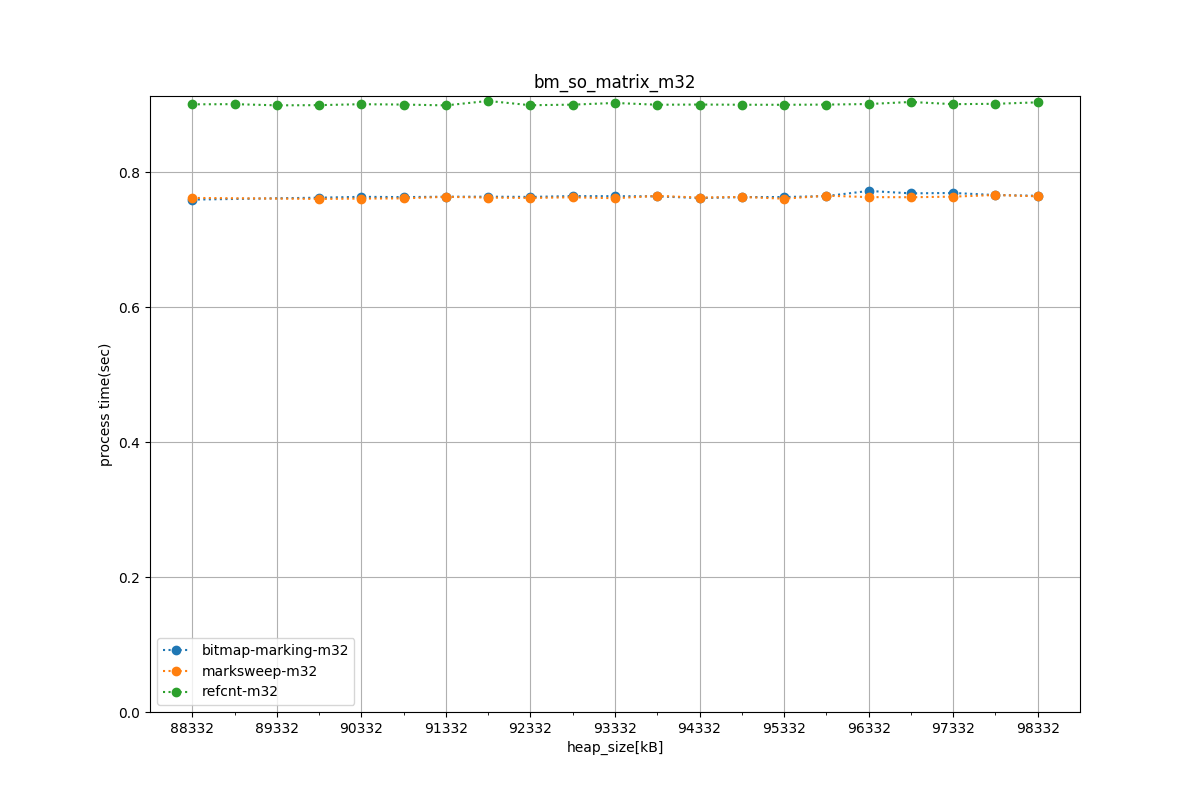 bm_so_matrix_m32
process time(sec)
0.8
0.6
0.4
0.2
0.0
bitmap-marking-m32
marksweep-m32
refcnt-m32
88332 89332 90332 91332 92332 93332 94332 95332 96332 97332 98332
heap_size[kB]